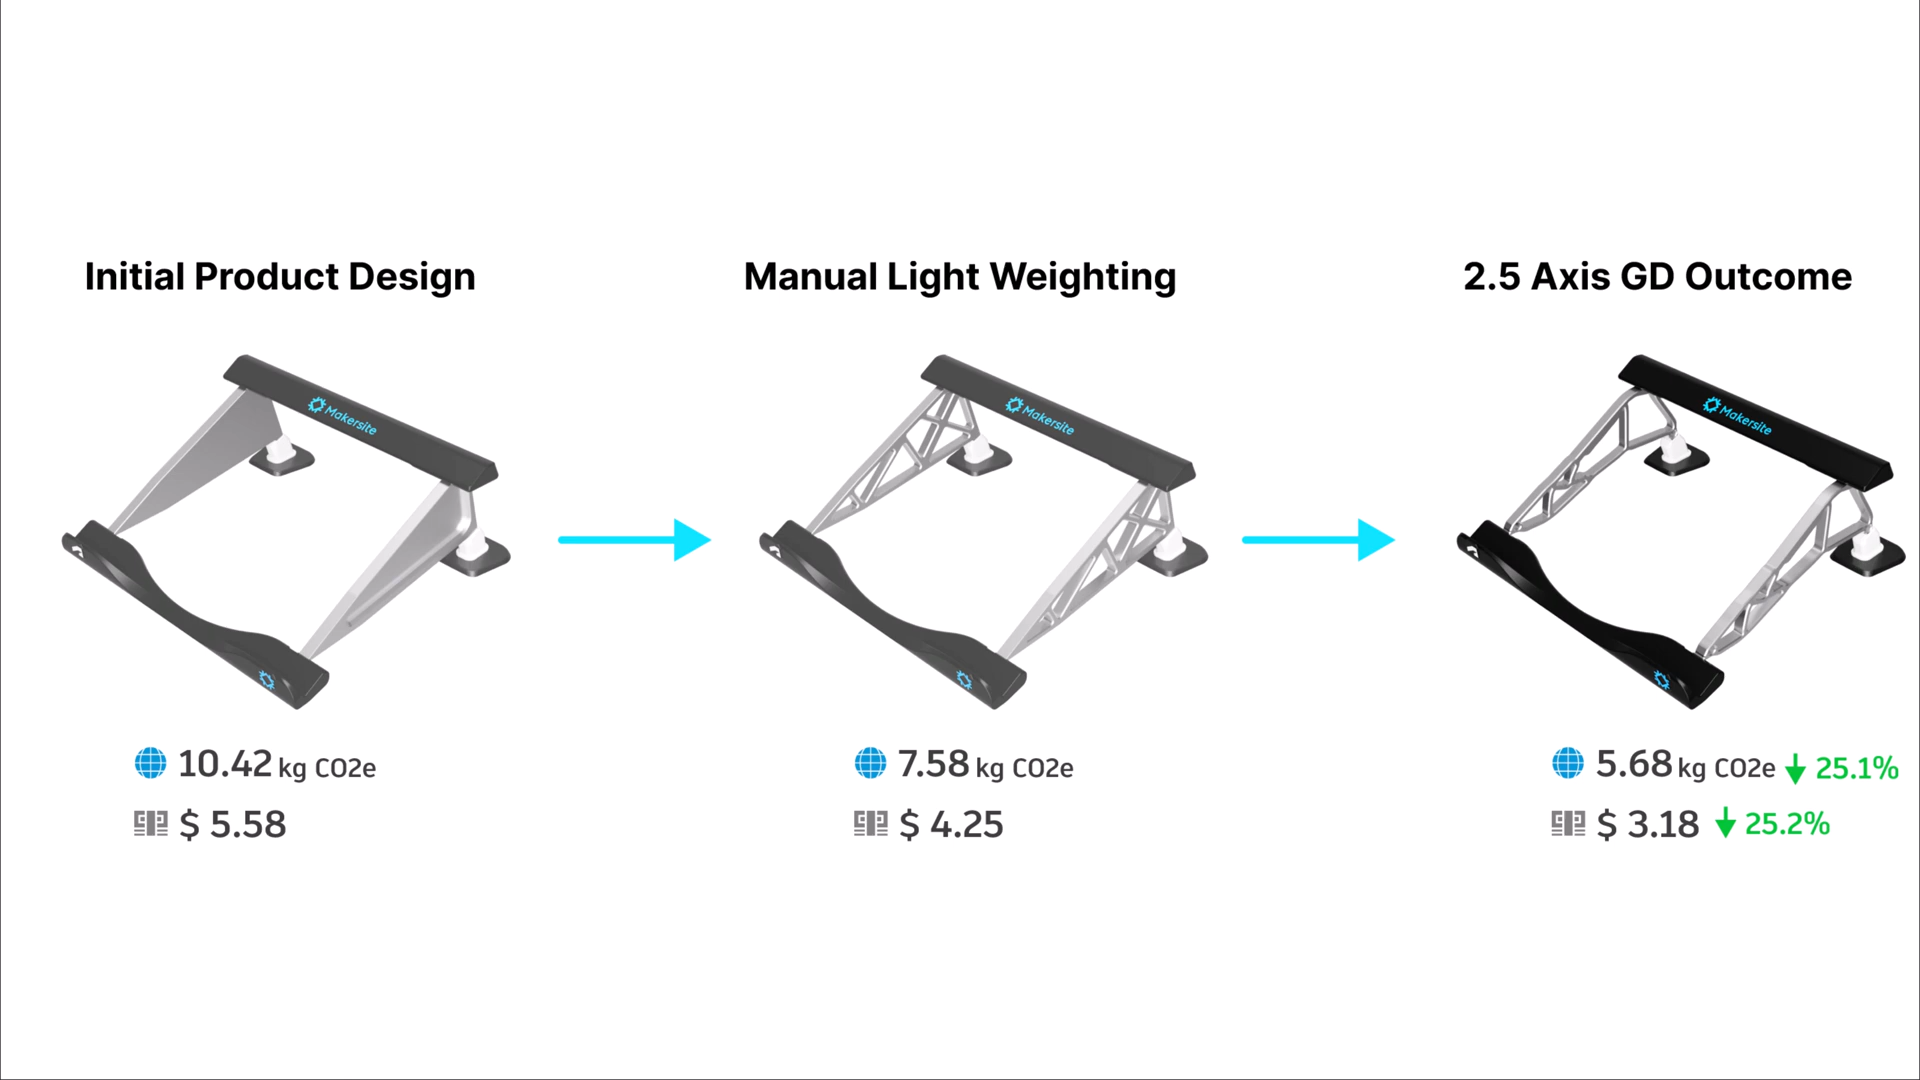 Initial Product Design
Manual Light Weighting
2.5 Axis GD Outcome
Makersite
Makersite
Makersite
10.42 kg CO2e
7.58 kg CO2e
5.68 kg CO2e 25.1%
$ 5.58
$ 4.25
$ 3.18 25.2%